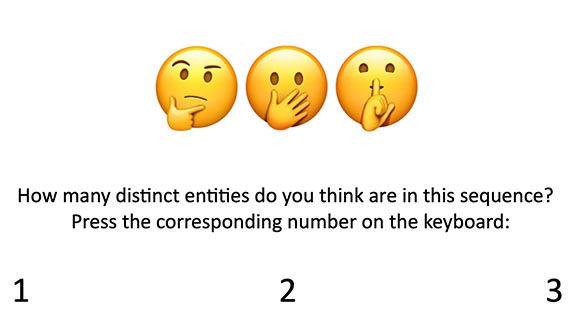 How many distinct entities do you think are in this sequence?
Press the corresponding number on the keyboard:
1 2 3